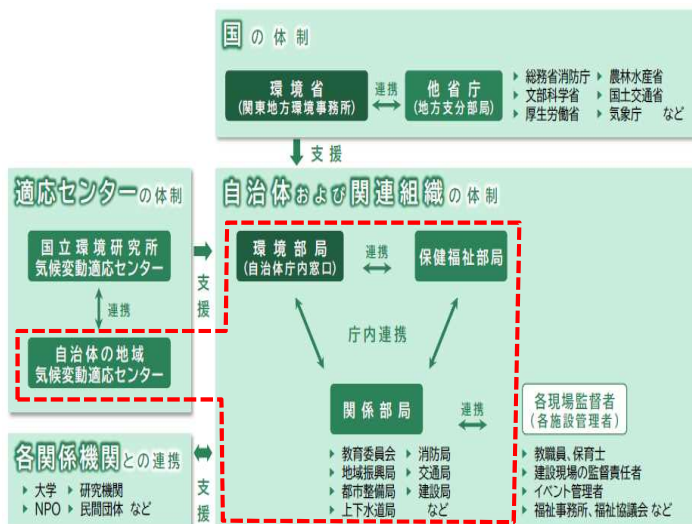 国の体制
環境省
(関東地方環境事務所)
連携
他省庁
(地方支分部局)
▶ 総務省消防庁 ▶ 農林水産省
▶ 文部科学省 ▶ 国土交通省
▶ 厚生労働省 ▶ 気象庁 など
支援
適応センターの体制
国立環境研究所
気候変動適応センター
連携
自治体の地域
気候変動適応センター
支援
自治体および関連組織の体制
環境部局
(自治体庁内窓口)
連携
保健福祉部局
庁内連携
関係部局
▶ 教育委員会 ▶ 消防局
▶ 地域振興局 ▶ 交通局
▶ 都市整備局 ▶ 建設局
▶ 上下水道局 など
連携
各現場監督者
(各施設管理者)
▶ 教職員、保育士
▶ 建設現場の監督責任者
▶ イベント管理者
▶ 福祉事務所、福祉協議会 など
各関係機関との連携
▶ 大学 ▶ 研究機関
▶ NPO ▶ 民間団体 など
支援